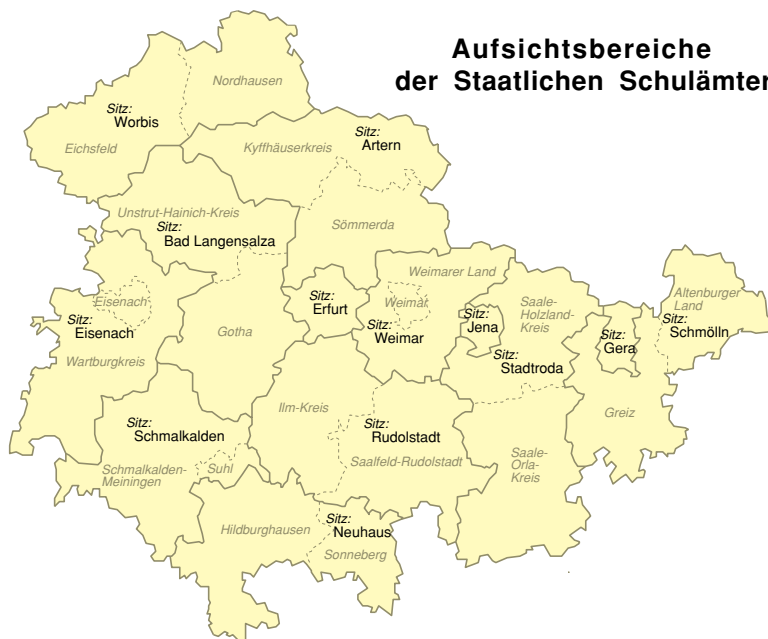 Aufsichtsbereiche
der Staatlichen Schulämter
Nordhausen
Sitz:
Worbis
Eichsfeld
Kyffhäuserkreis
Sitz:
Artern
Unstrut-Hainich-Kreis
Sitz:
Bad Langensalza
Sömmerda
Weimarer Land
Eisenach
Sitz:
Eisenach
Wartburgkreis
Gotha
Sitz:
Erfurt
Weimar
Sitz:
Weimar
Sitz:
Jena
Saale-
Holzland-
Kreis
Sitz:
Stadtroda
Sitz:
Gera
Altenburger
Land
Sitz:
Schmölln
Greiz
Ilm-Kreis
Sitz:
Schmalkalden
Schmalkalden-
Meiningen
Suhl
Sitz:
Rudolstadt
Saalfeld-Rudolstadt
Saale-
Orla-
Kreis
Hildburghausen
Sitz:
Neuhaus
Sonneberg